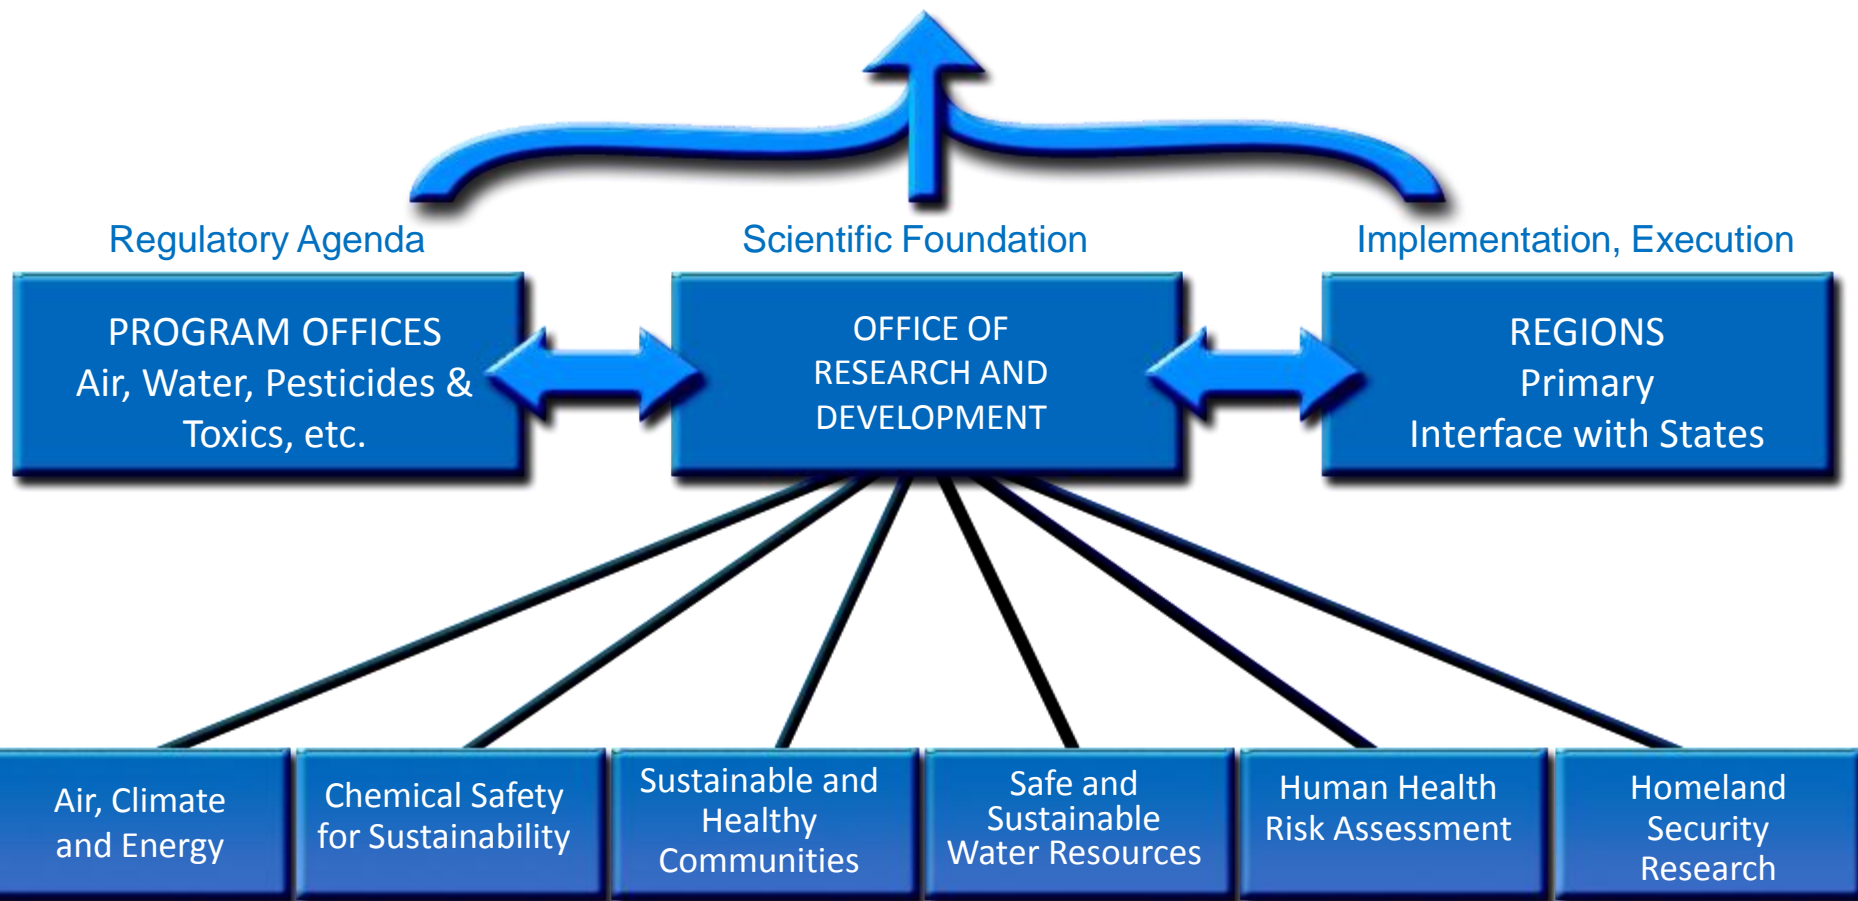 Regulatory Agenda
Scientific Foundation
Implementation, Execution
PROGRAM OFFICES
Air, Water, Pesticides &
Toxics, etc.
OFFICE OF
RESEARCH AND
DEVELOPMENT
REGIONS
Primary
Interface with States
Air, Climate
and Energy
Chemical Safety
for Sustainability
Sustainable and
Healthy
Communities
Safe and
Sustainable
Water Resources
Human Health
Risk Assessment
Homeland
Security
Research